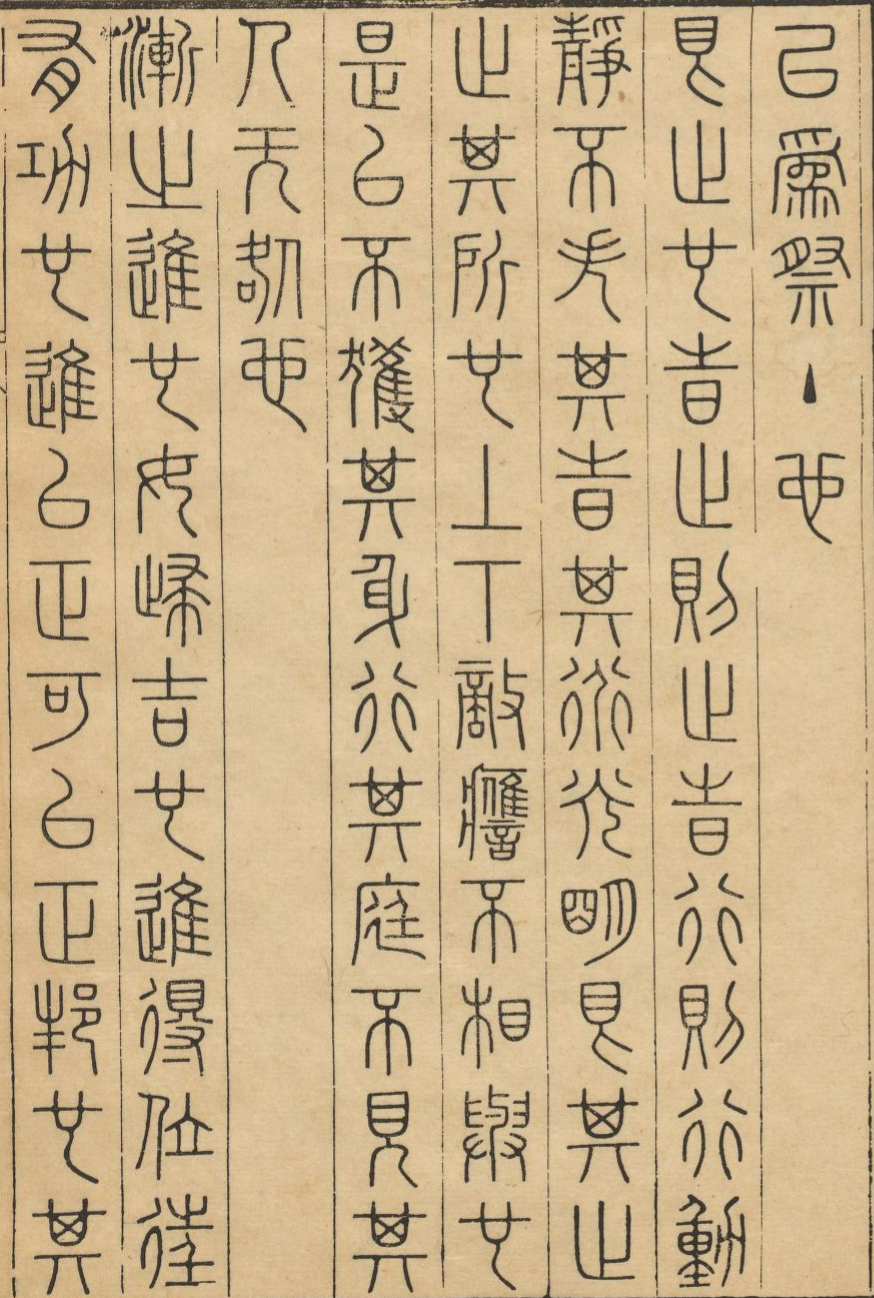 以為祭主也
艮止也時止則止時行則行動
靜不失其時其道光明艮其止
止其所也上下敵應不相與也
是以不獲其身行其庭不見其
人无咎也
漸之進也女歸吉也進得位往
有功也進以正可以正邦也其